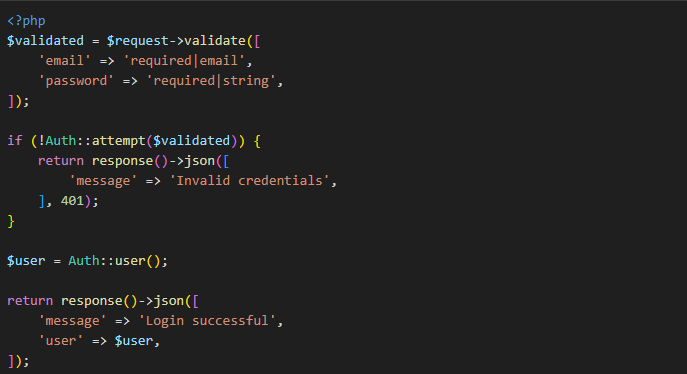 <?php
$validated = $request->validate([
    'email' => 'required|email',
    'password' => 'required|string',
]);

if (!Auth::attempt($validated)) {
    return response()->json([
        'message' => 'Invalid credentials',
    ], 401);
}

$user = Auth::user();

return response()->json([
    'message' => 'Login successful',
    'user' => $user,
]);